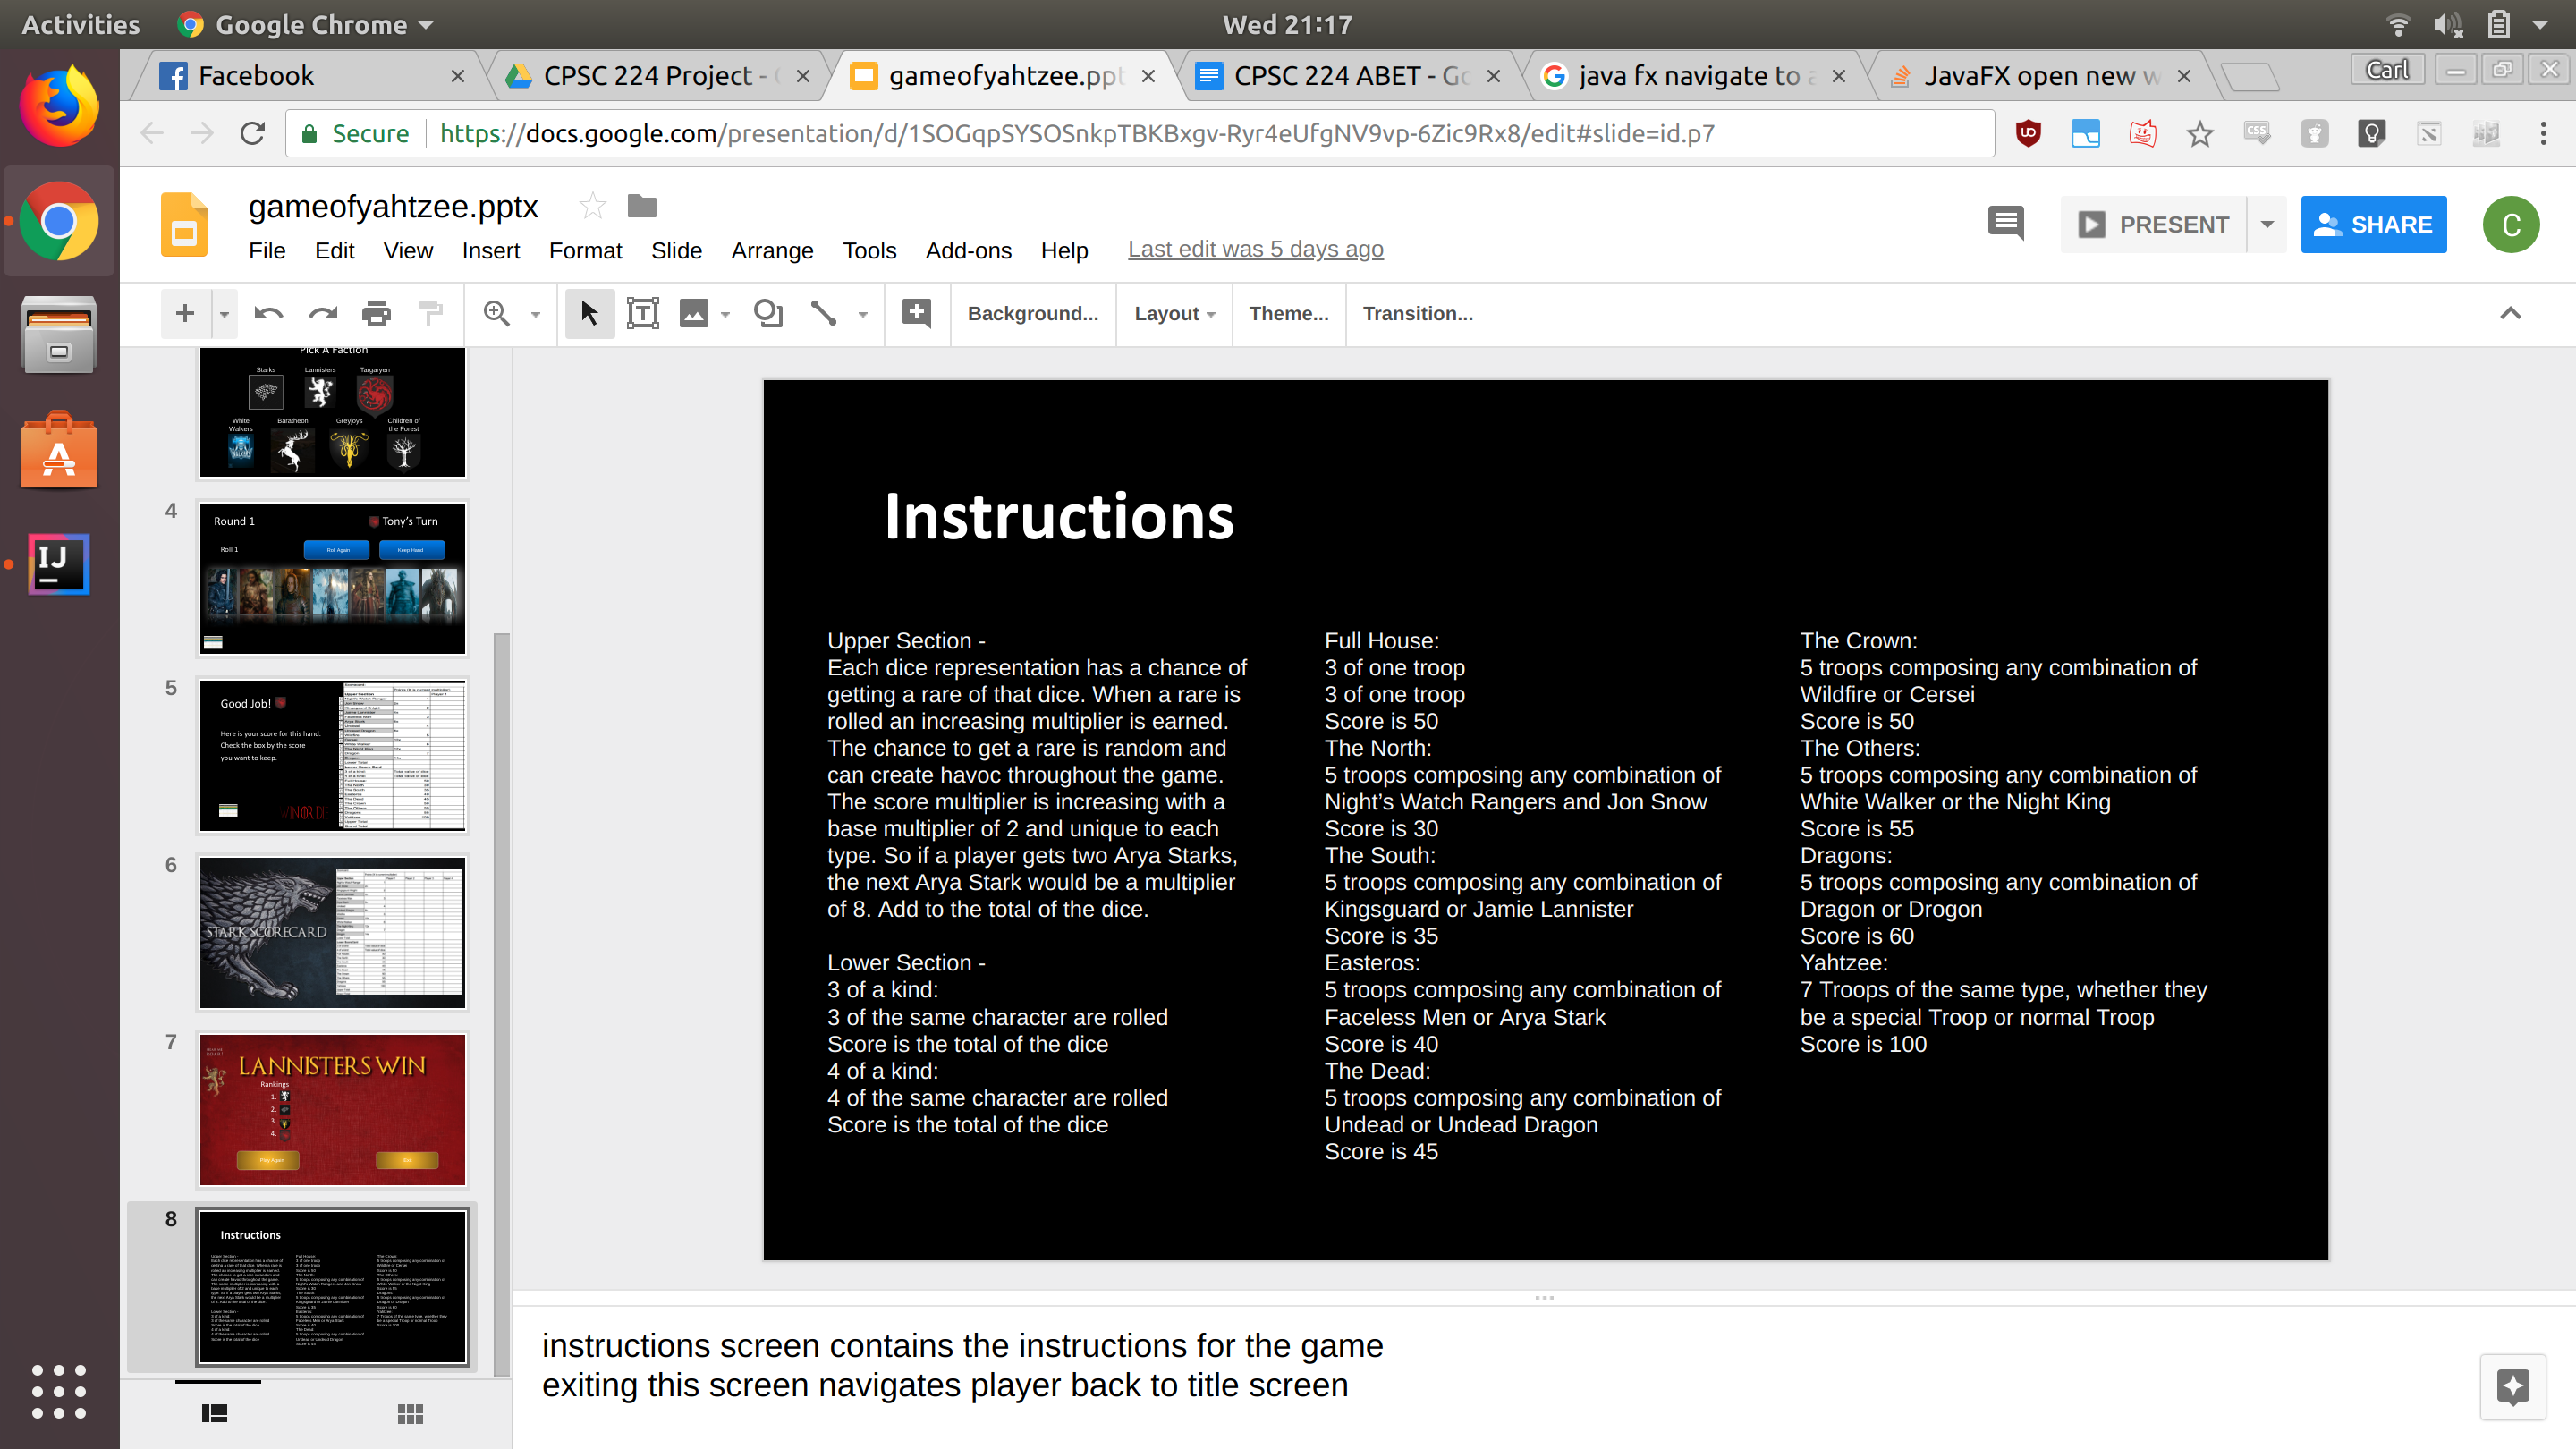 Activities
Google Chrome
Wed 21:17
Facebook
CPSC 224 Project -
gameofyahtzee.ppt
CPSC 224 ABET - Go
java fx navigate to a
JavaFX open new w
Carl
Secure
https://docs.google.com/presentation/d/1SOGqpSYSOSnkpTBKBxgv-Ryr4eUfgNV9vp-6Zic9Rx8/edit#slide=id.p7
gameofyahtzee.pptx
File Edit View Insert Format Slide Arrange Tools Add-ons Help Last edit was 5 days ago
PRESENT
SHARE
C
Background...
Layout
Theme...
Transition...
Pick A Faction
Starks Lannisters Targaryen
White Walkers
Baratheon
Greyjoys
Children of the Forest
4
Round 1
Tony's Turn
Roll 1
Roll Again
Keep Hand
5
Good Job!
Here is your score for this hand.
Check the box by the score
you want to keep.
6
STARK SCORECARD
7
LANNISTERS WIN
Rankings
1.
2.
3.
4.
Play Again
8
Instructions
Instructions
Upper Section -
Each dice representation has a chance of
getting a rare of that dice. When a rare is
rolled an increasing multiplier is earned.
The chance to get a rare is random and
can create havoc throughout the game.
The score multiplier is increasing with a
base multiplier of 2 and unique to each
type. So if a player gets two Arya Starks,
the next Arya Stark would be a multiplier
of 8. Add to the total of the dice.
Lower Section -
3 of a kind:
3 of the same character are rolled
Score is the total of the dice
4 of a kind:
4 of the same character are rolled
Score is the total of the dice
Full House:
3 of one troop
3 of one troop
Score is 50
The North:
5 troops composing any combination of
Night's Watch Rangers and Jon Snow
Score is 30
The South:
5 troops composing any combination of
Kingsguard or Jamie Lannister
Score is 35
Easteros:
5 troops composing any combination of
Faceless Men or Arya Stark
Score is 40
The Dead:
5 troops composing any combination of
Undead or Undead Dragon
Score is 45
The Crown:
5 troops composing any combination of
Wildfire or Cersei
Score is 50
The Others:
5 troops composing any combination of
White Walker or the Night King
Score is 55
Dragons:
5 troops composing any combination of
Dragon or Drogon
Score is 60
Yahtzee:
7 Troops of the same type, whether they
be a special Troop or normal Troop
Score is 100
instructions screen contains the instructions for the game
exiting this screen navigates player back to title screen